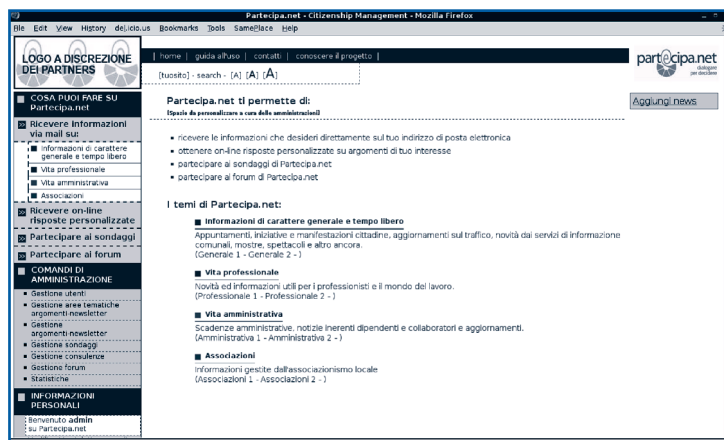 Partecipa.net - Citizenship Management - Mozilla Firefox
File Edit View History del.icio.us Bookmarks Tools SamePlace Help
LOGO A DISCREZIONE
DEI PARTNERS
| home | guida all'uso | contatti | conoscere il progetto |
[tuosito] - search - [A] [A] [A]
partecipa.net
dialogare
per decidere
COSA PUOI FARE SU
Partecipa.net
Ricevere informazioni
via mail su:
Informazioni di carattere
generale e tempo libero
Vita professionale
Vita amministrativa
Associazioni
Ricevere on-line
risposte personalizzate
Partecipare ai sondaggi
Partecipare ai forum
COMANDI DI
AMMINISTRAZIONE
Gestione utenti
Gestione aree tematiche
argomenti-newsletter
Gestione
argomenti-newsletter
Gestione sondaggi
Gestione consulenze
Gestione forum
Statistiche
INFORMAZIONI
PERSONALI
Benvenuto admin
su Partecipa.net
Partecipa.net ti permette di:
[Spazio da personalizzare a cura delle amministrazioni]
ricevere le informazioni che desideri direttamente sul tuo indirizzo di posta elettronica
ottenere on-line risposte personalizzate su argomenti di tuo interesse
partecipare ai sondaggi di Partecipa.net
partecipare ai forum di Partecipa.net
I temi di Partecipa.net:
Informazioni di carattere generale e tempo libero
Appuntamenti, iniziative e manifestazioni cittadine, aggiornamenti sul traffico, novità dai servizi di informazione
comunali, mostre, spettacoli e altro ancora.
(Generale 1 - Generale 2 - )
Vita professionale
Novità ed informazioni utili per i professionisti e il mondo del lavoro.
(Professionale 1 - Professionale 2 - )
Vita amministrativa
Scadenze amministrative, notizie inerenti dipendenti e collaboratori e aggiornamenti.
(Amministrativa 1 - Amministrativa 2 - )
Associazioni
Informazioni gestite dall'associazionismo locale
(Associazioni 1 - Associazioni 2 - )
Aggiungi news